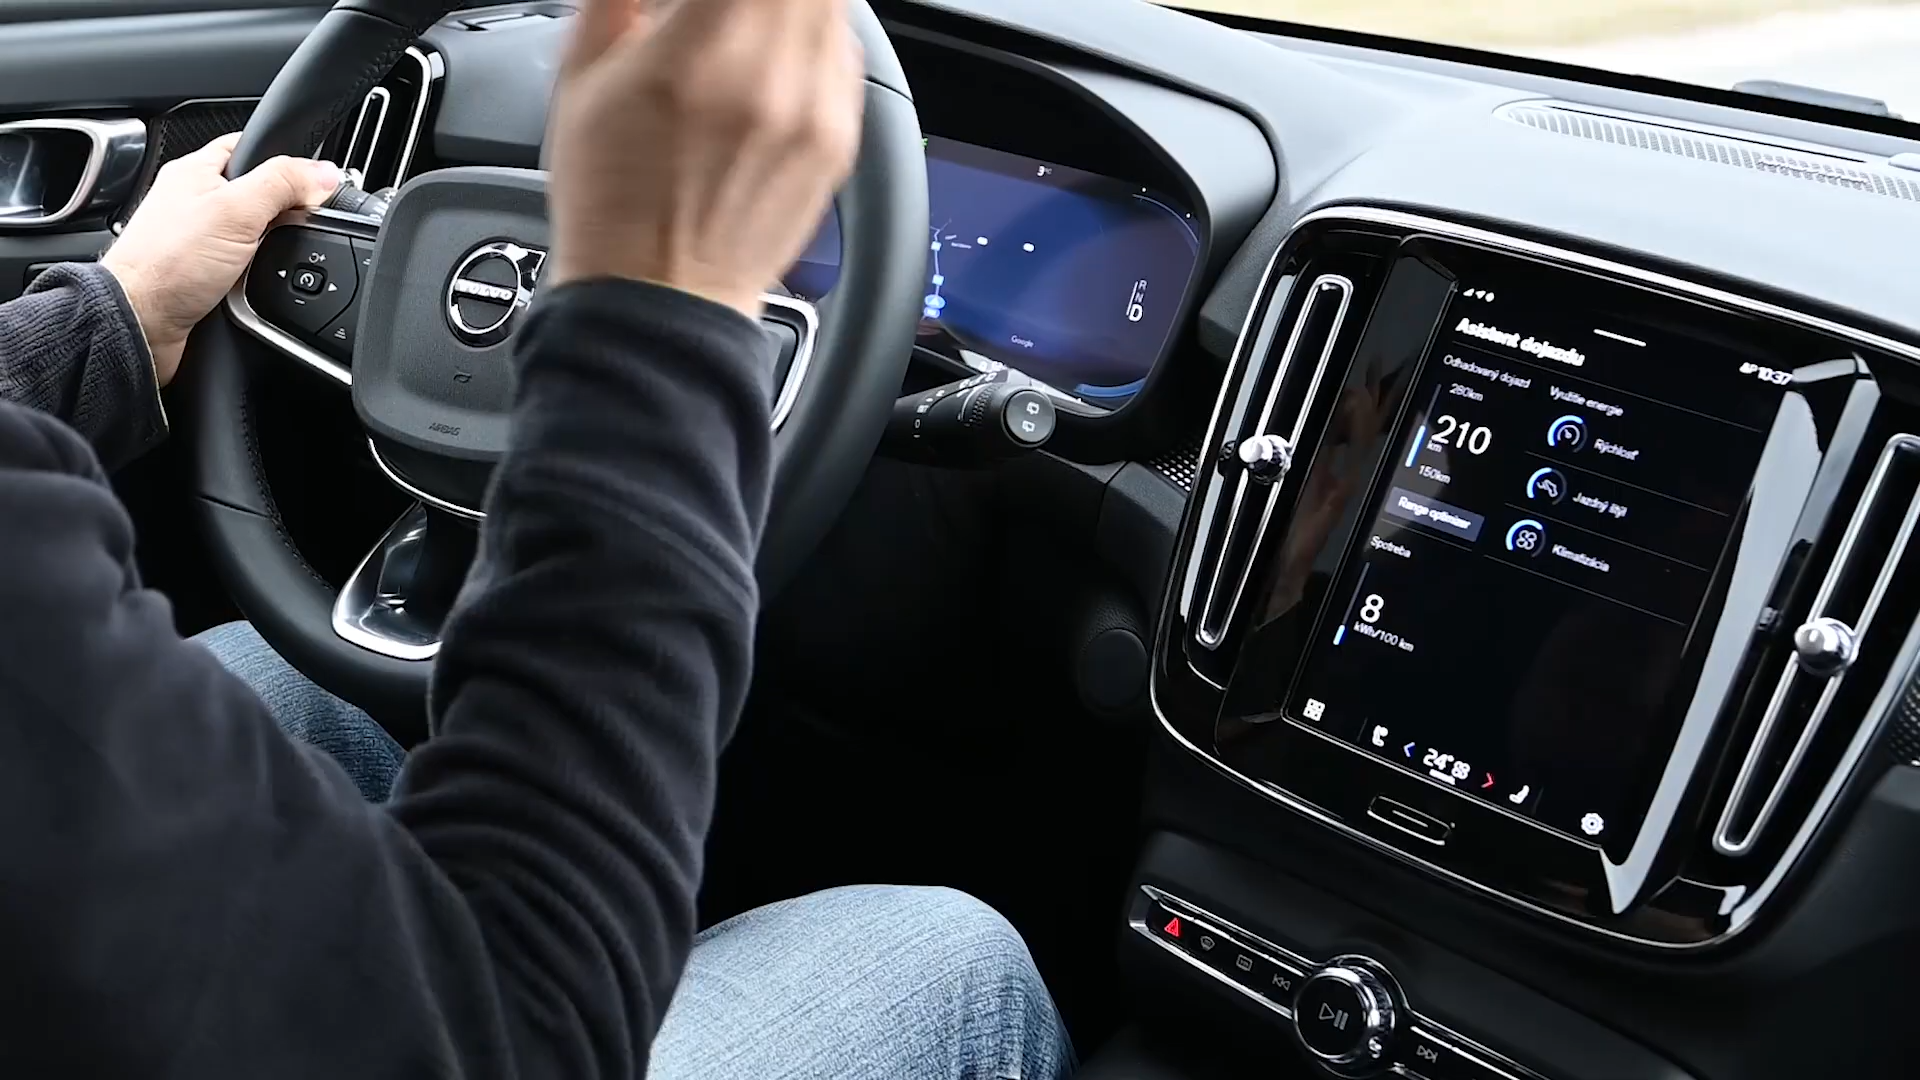 VOLVO
AIRBAG
3°C
R
N
D
Google
Asistent dojazdu
10:37
Odhadovaný dojazd
280km
210
km
150km
Range optimizer
Spotreba
8
kWh/100 km
Využitie energie
Rýchlosť
Jazdný štýl
Klimatizácia
24°